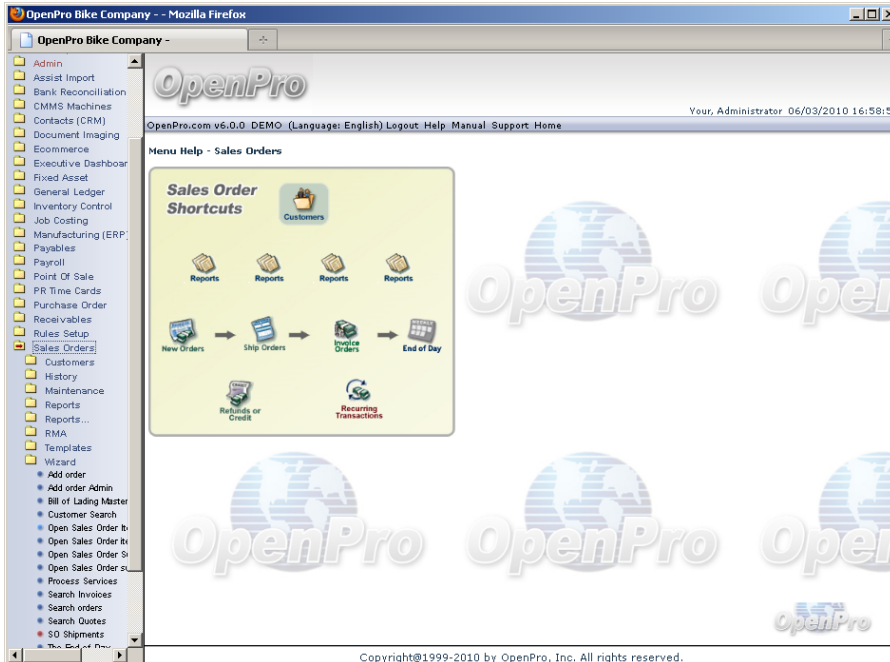 OpenPro Bike Company - - Mozilla Firefox
OpenPro Bike Company -
Admin
Assist Import
Bank Reconciliation
CMMS Machines
Contacts (CRM)
Document Imaging
Ecommerce
Executive Dashboar
Fixed Asset
General Ledger
Inventory Control
Job Costing
Manufacturing (ERP)
Payables
Payroll
Point Of Sale
PR Time Cards
Purchase Order
Receivables
Rules Setup
Sales Orders
Customers
History
Maintenance
Reports
Reports...
RMA
Templates
Wizard
Add order
Add order Admin
Bill of Lading Master
Customer Search
Open Sales Order Ite
Open Sales Order ite
Open Sales Order Su
Open Sales Order su
Process Services
Search Invoices
Search orders
Search Quotes
SO Shipments
The End of Day
OpenPro
Your, Administrator 06/03/2010 16:58:5
OpenPro.com v6.0.0 DEMO (Language: English) Logout Help Manual Support Home
Menu Help - Sales Orders
Sales Order
Shortcuts
Customers
Reports Reports Reports Reports
New Orders Ship Orders Invoice Orders End of Day
Refunds or Credit Recurring Transactions
OpenPro OpenPro
OpenPro OpenPro OpenPro
OpenPro
Copyright@1999-2010 by OpenPro, Inc. All rights reserved.